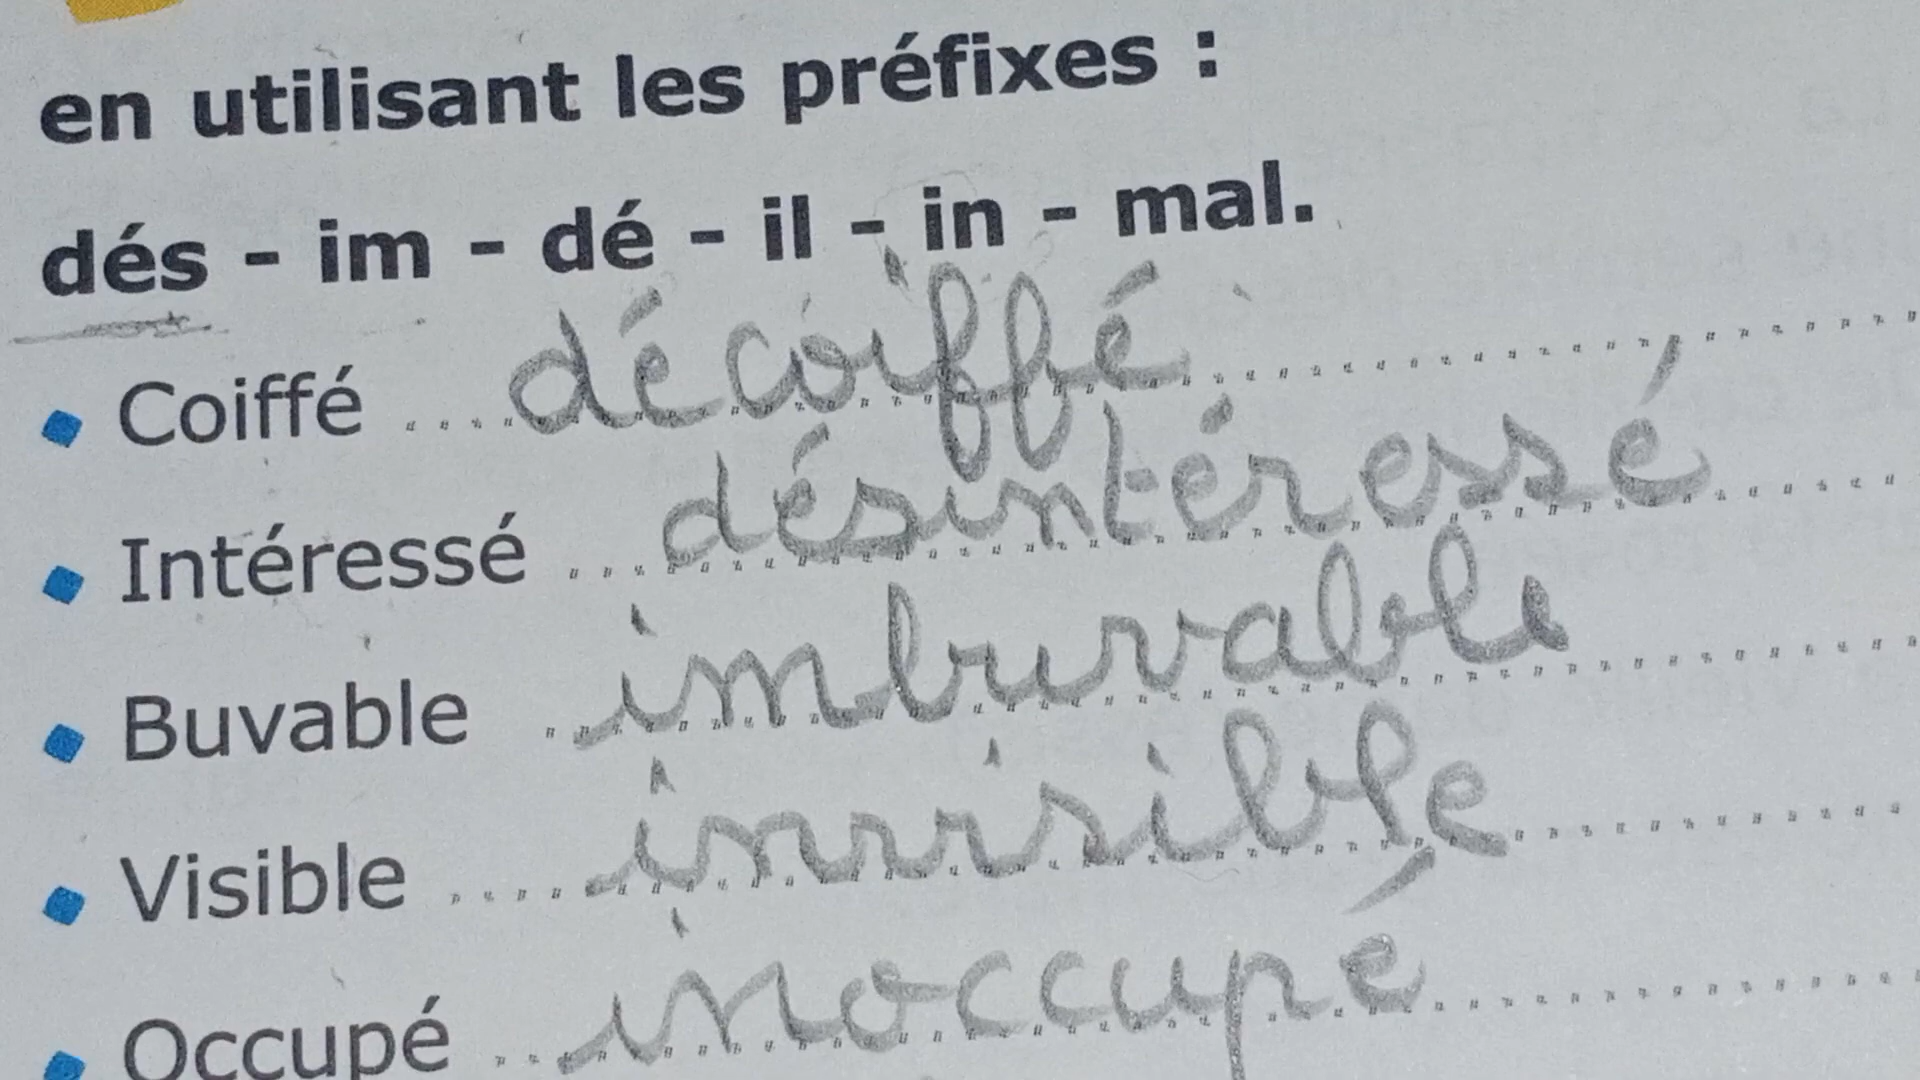 en utilisant les préfixes :
dés - im - dé - il - in - mal.
Coiffé décoiffé
Intéressé désintéressé
Buvable imbuvable
Visible invisible
Occupé inoccupé